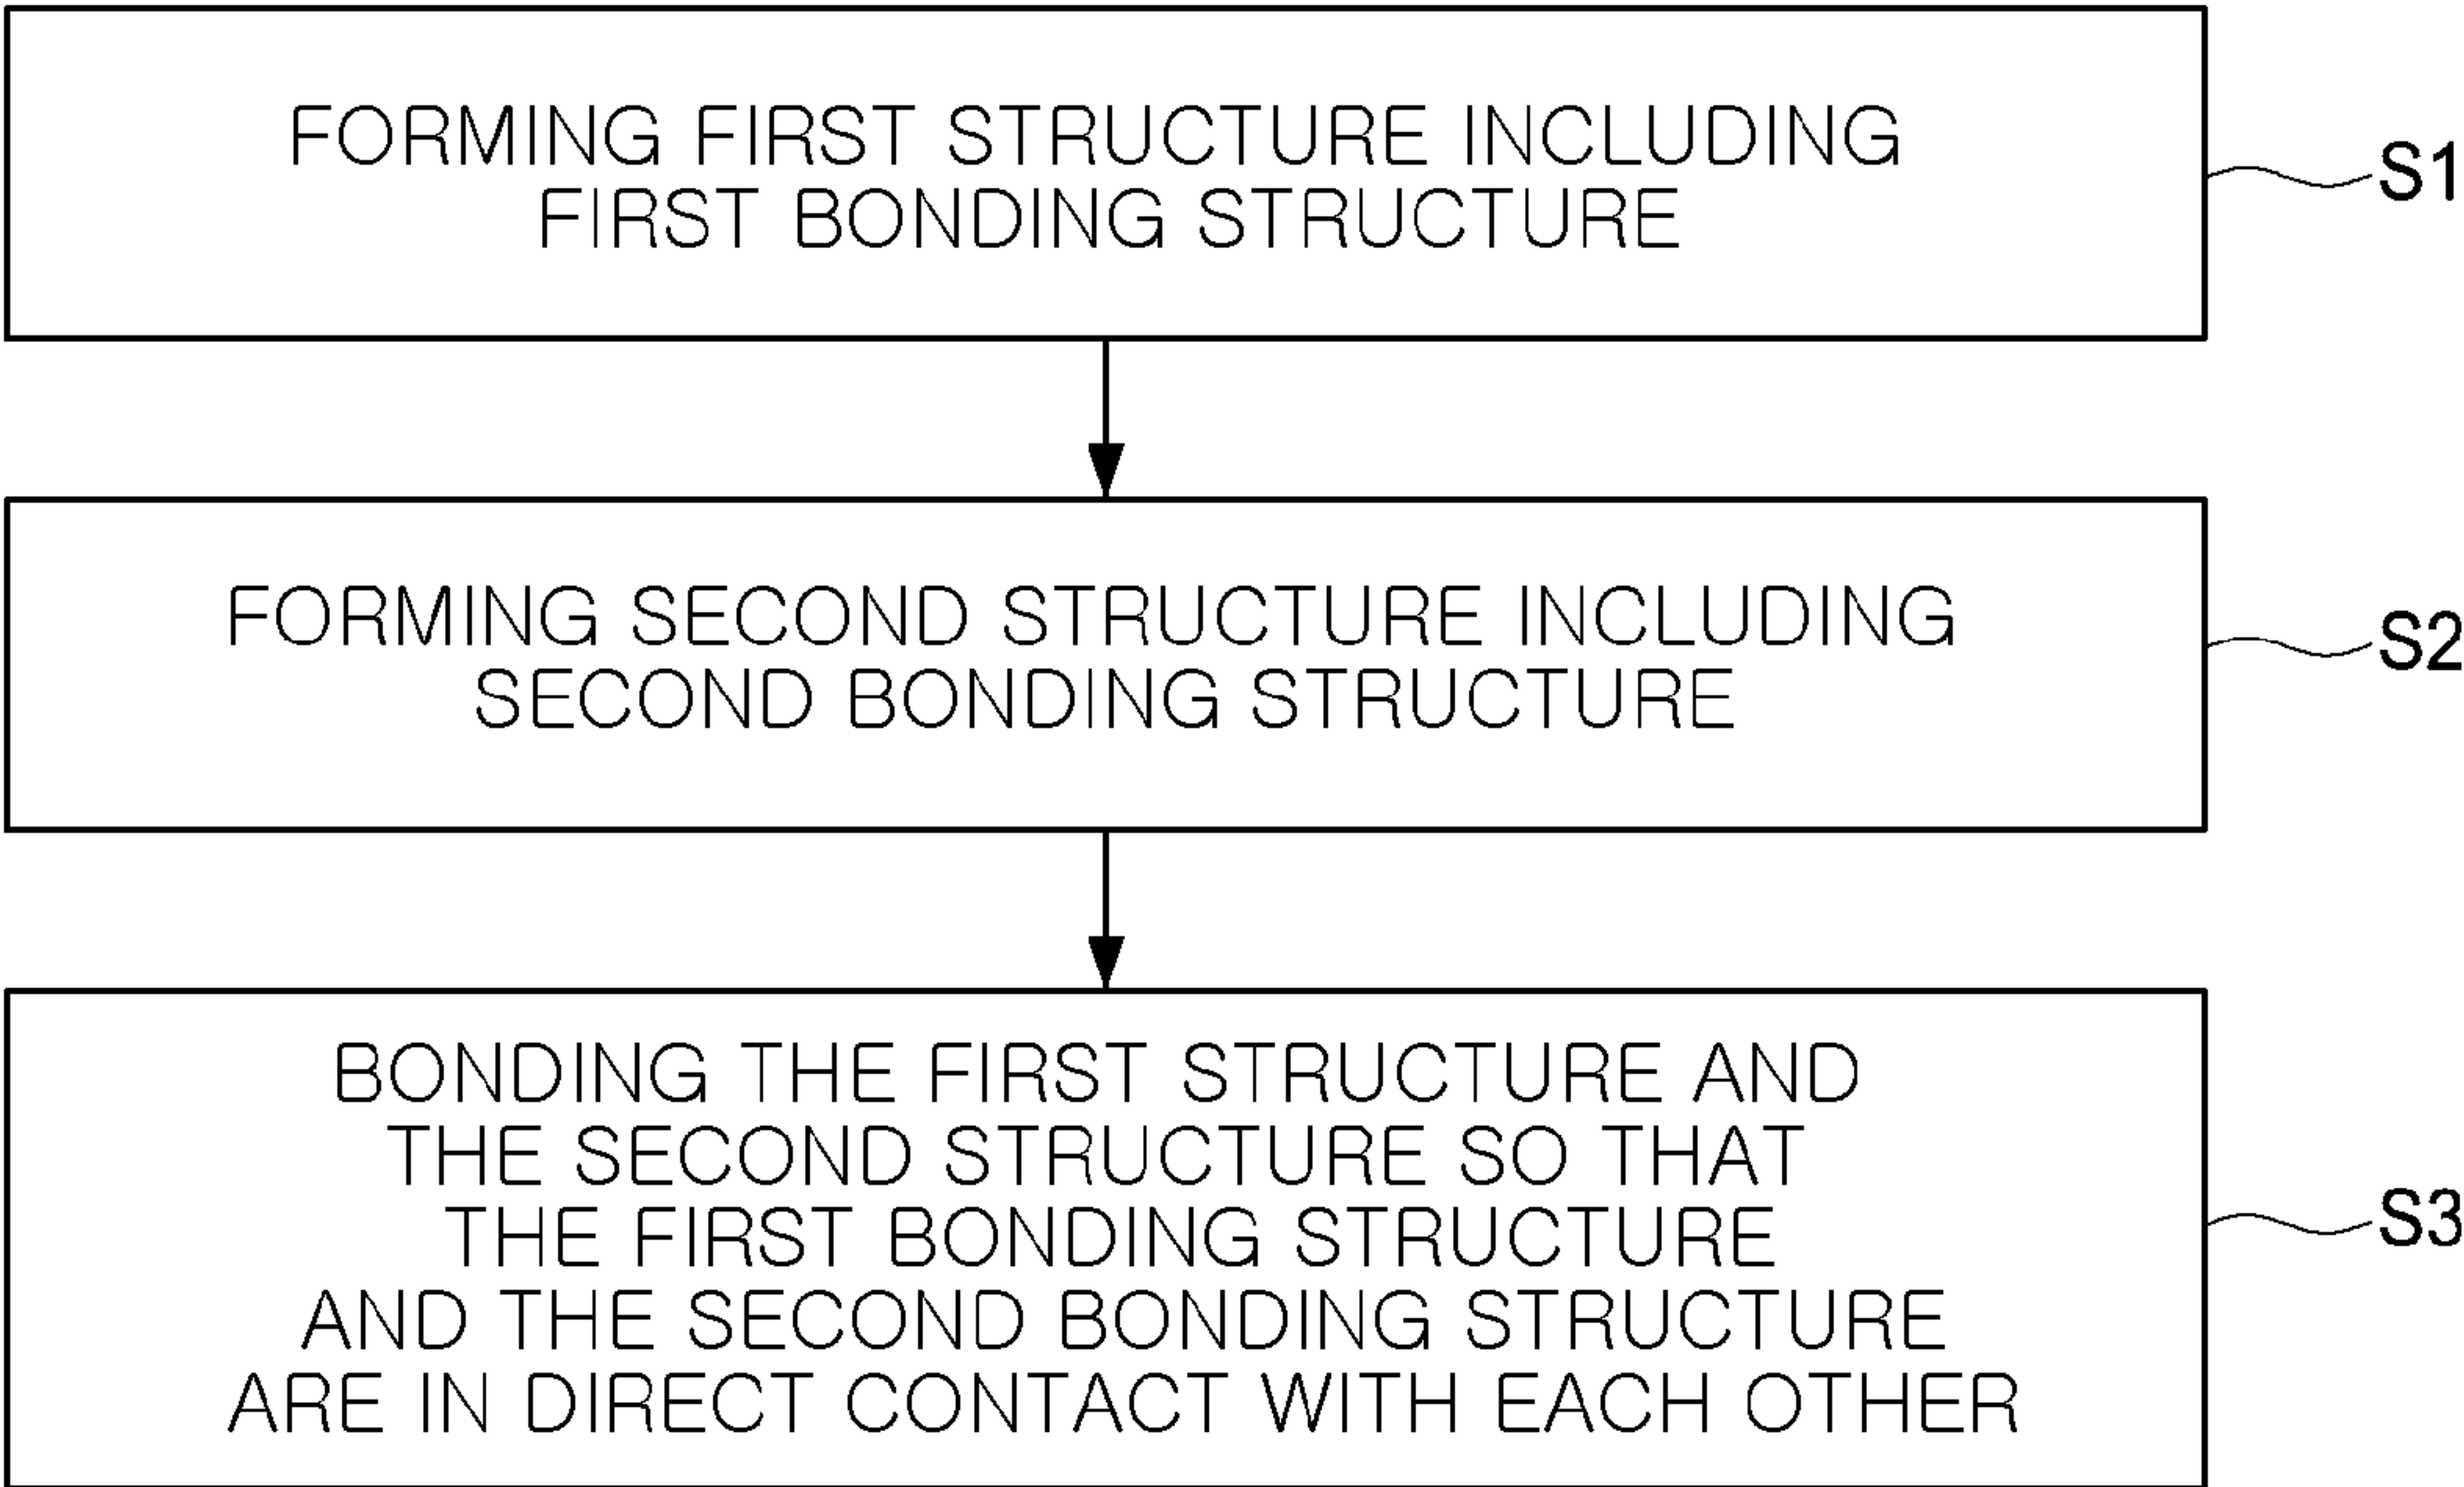 FORMING FIRST STRUCTURE INCLUDING
FIRST BONDING STRUCTURE
S1
FORMING SECOND STRUCTURE INCLUDING
SECOND BONDING STRUCTURE
S2
BONDING THE FIRST STRUCTURE AND
THE SECOND STRUCTURE SO THAT
THE FIRST BONDING STRUCTURE
AND THE SECOND BONDING STRUCTURE
ARE IN DIRECT CONTACT WITH EACH OTHER
S3